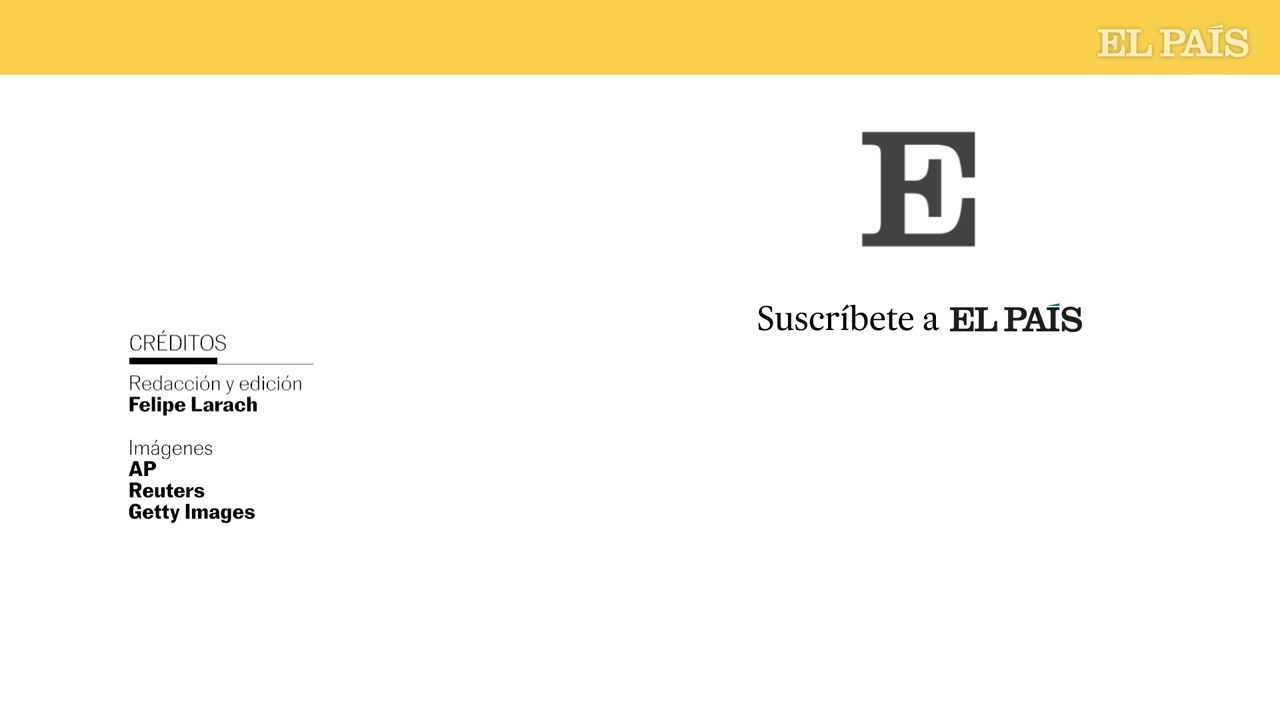 EL PAÍS
E
Suscríbete a EL PAÍS
CRÉDITOS
Redacción y edición
Felipe Larach
Imágenes
AP
Reuters
Getty Images